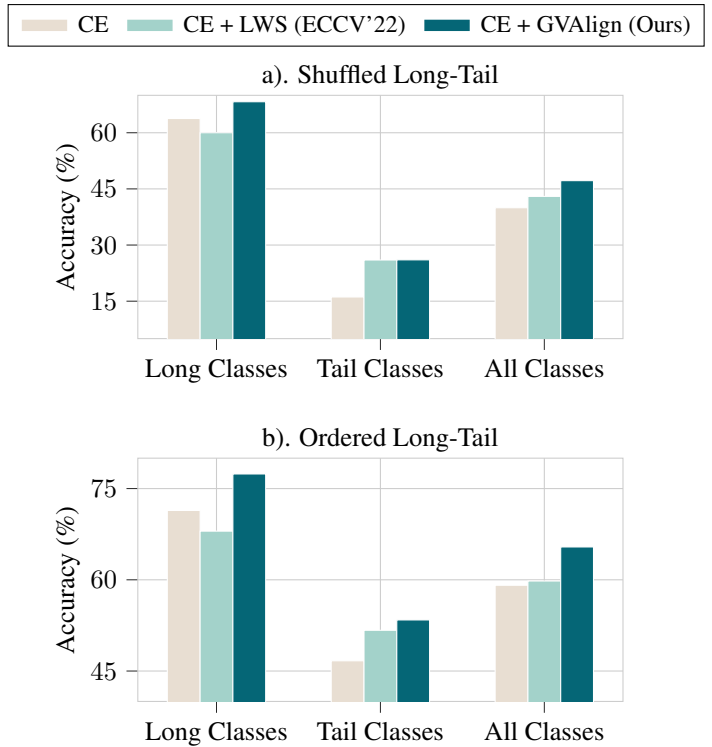 CE CE + LWS (ECCV'22) CE + GVAlign (Ours)
a). Shuffled Long-Tail
Accuracy (%)
60
45
30
15
Long Classes Tail Classes All Classes
b). Ordered Long-Tail
Accuracy (%)
75
60
45
Long Classes Tail Classes All Classes